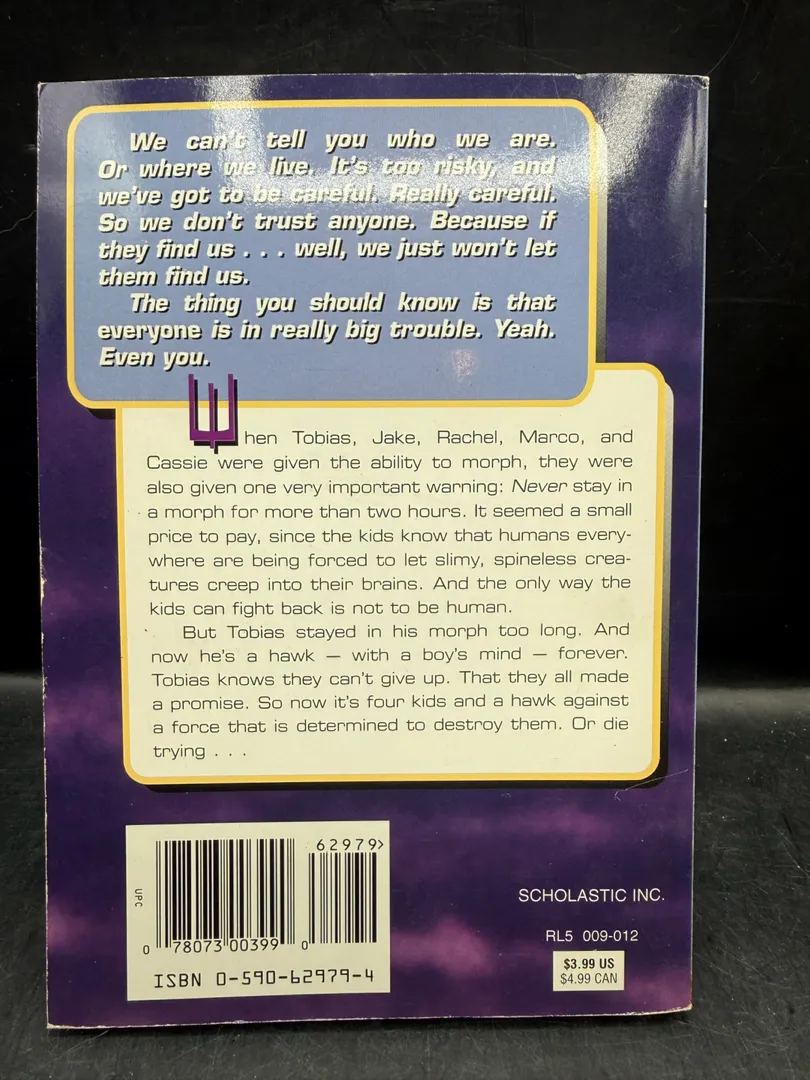 We can't tell you who we are.
Or where we live. It's too risky, and
we've got to be careful. Really careful.
So we don't trust anyone. Because if
they find us . . . well, we just won't let
them find us.
The thing you should know is that
everyone is in really big trouble. Yeah.
Even you.
When Tobias, Jake, Rachel, Marco, and
Cassie were given the ability to morph, they were
also given one very important warning: Never stay in
a morph for more than two hours. It seemed a small
price to pay, since the kids know that humans every-
where are being forced to let slimy, spineless crea-
tures creep into their brains. And the only way the
kids can fight back is not to be human.
But Tobias stayed in his morph too long. And
now he's a hawk — with a boy's mind — forever.
Tobias knows they can't give up. That they all made
a promise. So now it's four kids and a hawk against
a force that is determined to destroy them. Or die
trying . . .
62979>
UPC
0 78073 00399 0
ISBN 0-590-62979-4
SCHOLASTIC INC.
RL5 009-012
$3.99 US
$4.99 CAN